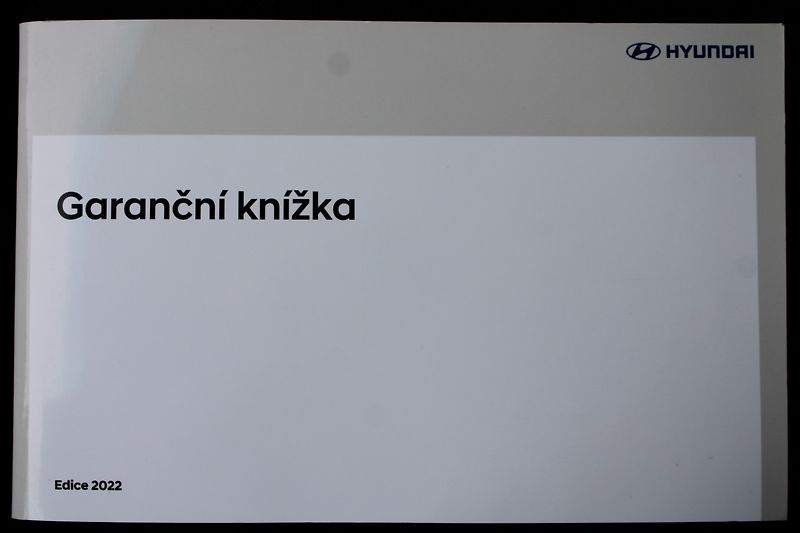 HYUNDAI
Garanční knížka
Edice 2022